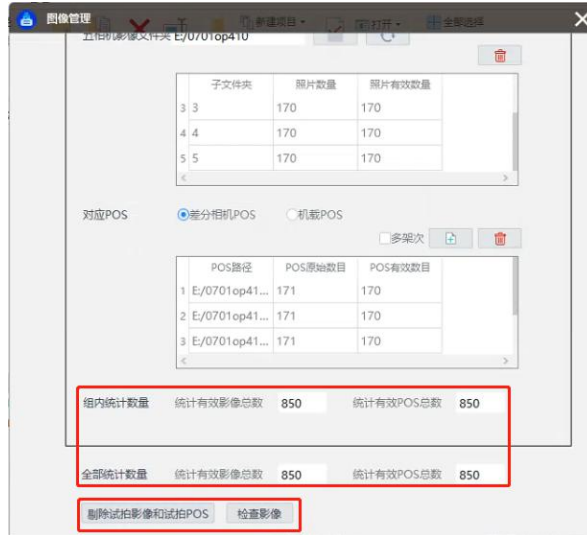 图像管理
新建项目
打开
全部选择
五相机影像文件夹 E:/0701op410
子文件夹 照片数量 照片有效数量
3 3 170 170
4 4 170 170
5 5 170 170
对应POS 差分相机POS 机载POS
多架次
POS路径 POS原始数目 POS有效数目
1 E:/0701op41... 171 170
2 E:/0701op41... 171 170
3 E:/0701op41... 171 170
组内统计数量 统计有效影像总数 850 统计有效POS总数 850
全部统计数量 统计有效影像总数 850 统计有效POS总数 850
剔除试拍影像和试拍POS 检查影像